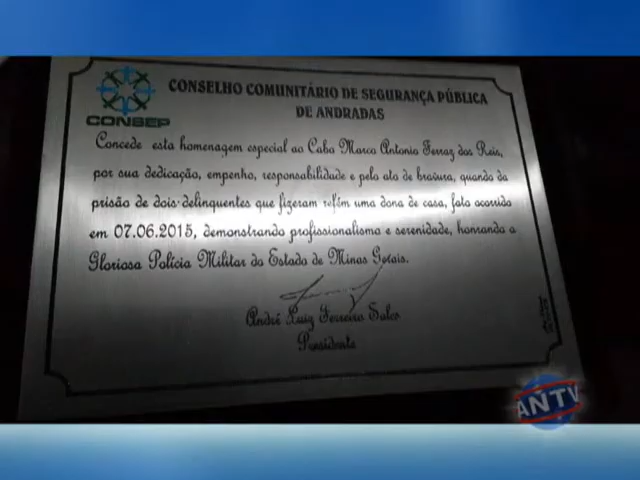 CONSELHO COMUNITÁRIO DE SEGURANÇA PÚBLICA
DE ANDRADAS
CONSEP
Concede esta homenagem especial ao Cabo Marco Antonio Ferraz dos Reis,
por sua dedicação, empenho, responsabilidade e pelo ato de bravura, quando da
prisão de dois delinquentes que fizeram refém uma dona de casa, fato ocorrido
em 07.06.2015, demonstrando profissionalismo e serenidade, honrando a
Gloriosa Polícia Militar do Estado de Minas Gerais.
André Luiz Ferreira Sales
Presidente
ANTV